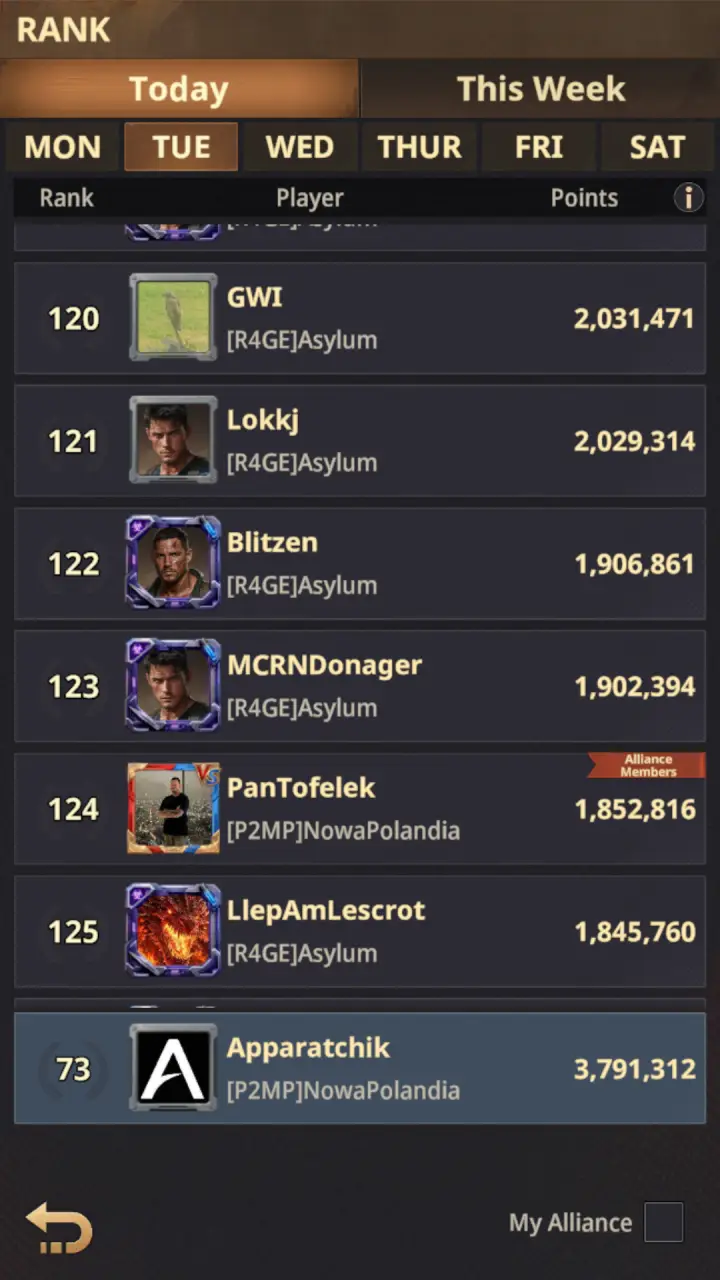 RANK
Today This Week
MON TUE WED THUR FRI SAT
Rank Player Points i
120 GWI 2,031,471
[R4GE]Asylum
121 Lokkj 2,029,314
[R4GE]Asylum
122 Blitzen 1,906,861
[R4GE]Asylum
123 MCRNDonager 1,902,394
[R4GE]Asylum
Alliance
Members
124 PanTofelek 1,852,816
[P2MP]NowaPolandia
125 LlepAmLescrot 1,845,760
[R4GE]Asylum
73 Apparatchik 3,791,312
[P2MP]NowaPolandia
My Alliance